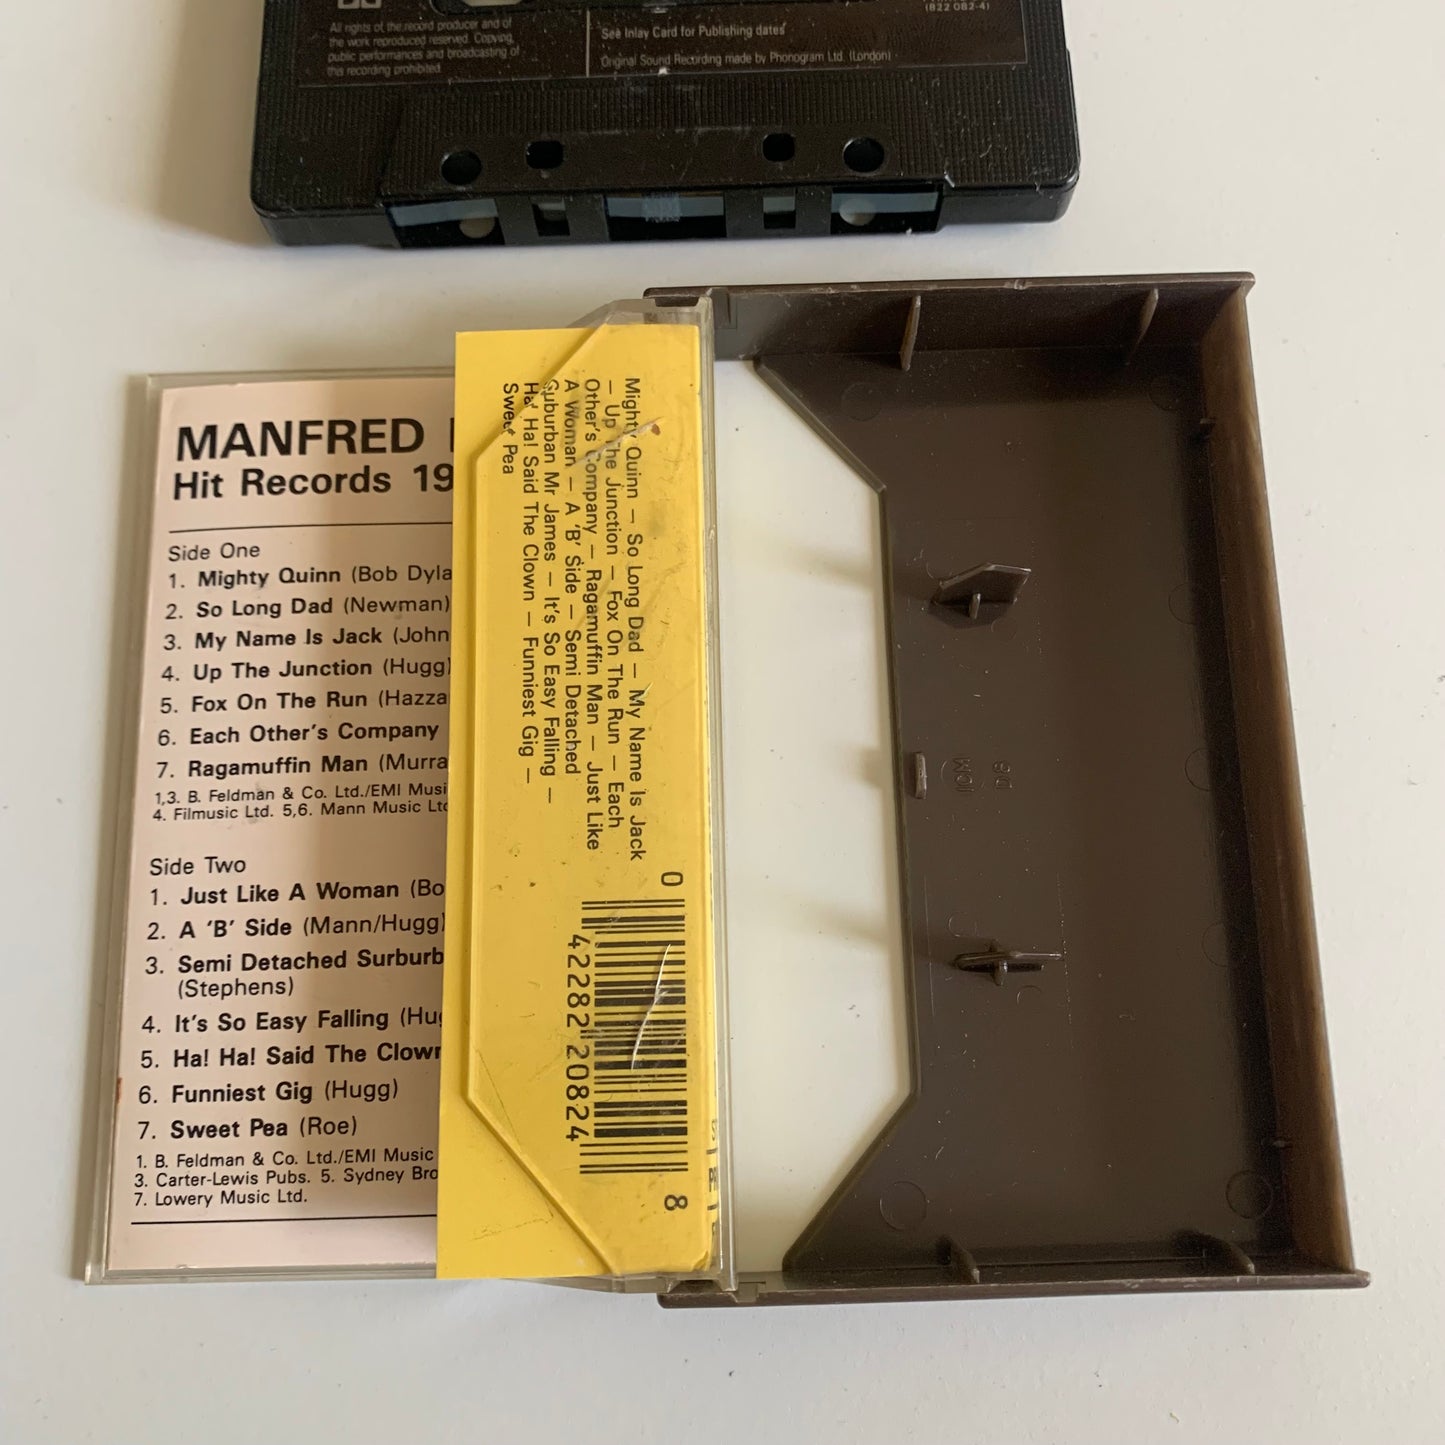 (822 082-4)
All rights of the record producer and of
the work reproduced reserved. Copying,
public performances and broadcasting of
this recording prohibited.
See Inlay Card for Publishing dates
Original Sound Recording made by Phonogram Ltd. (London)
MANFRED
Hit Records 19
Side One
1. Mighty Quinn (Bob Dyla
2. So Long Dad (Newman)
3. My Name Is Jack (John
4. Up The Junction (Hugg)
5. Fox On The Run (Hazza
6. Each Other's Company
7. Ragamuffin Man (Murra
1,3. B. Feldman & Co. Ltd./EMI Musi
4. Filmusic Ltd. 5,6. Mann Music Ltd
Side Two
1. Just Like A Woman (Bo
2. A 'B' Side (Mann/Hugg)
3. Semi Detached Surburb
(Stephens)
4. It's So Easy Falling (Hug
5. Ha! Ha! Said The Clown
6. Funniest Gig (Hugg)
7. Sweet Pea (Roe)
1. B. Feldman & Co. Ltd./EMI Music
3. Carter-Lewis Pubs. 5. Sydney Bro
7. Lowery Music Ltd.
Mighty Quinn – So Long Dad – My Name Is Jack
– Up The Junction – Fox On The Run – Each
Other's Company – Ragamuffin Man – Just Like
A Woman – A 'B' Side – Semi Detached
Suburban Mr James – It's So Easy Falling –
Ha! Ha! Said The Clown – Funniest Gig –
Sweet Pea
0 42282 20824 8